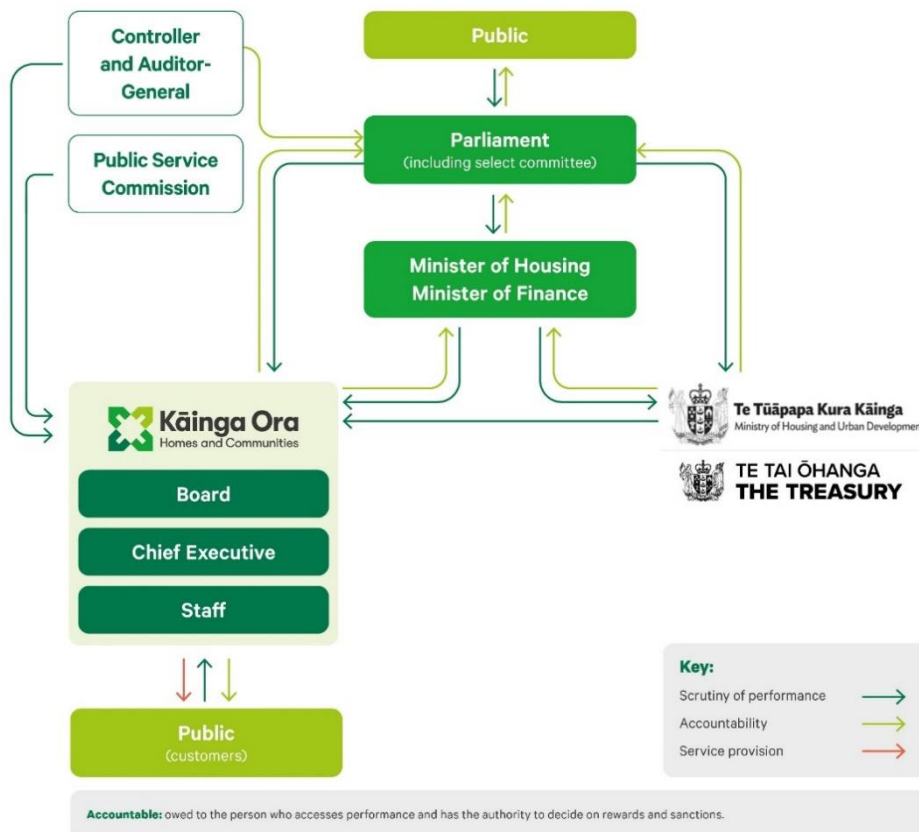 Controller
and Auditor-
General
Public
Public Service
Commission
Parliament
(including select committee)
Minister of Housing
Minister of Finance
Kāinga Ora
Homes and Communities
Board
Chief Executive
Staff
Te Tūāpapa Kura Kāinga
Ministry of Housing and Urban Developmen
TE TAI ŌHANGA
THE TREASURY
Public
(customers)
Key:
Scrutiny of performance
Accountability
Service provision
Accountable: owed to the person who accesses performance and has the authority to decide on rewards and sanctions.